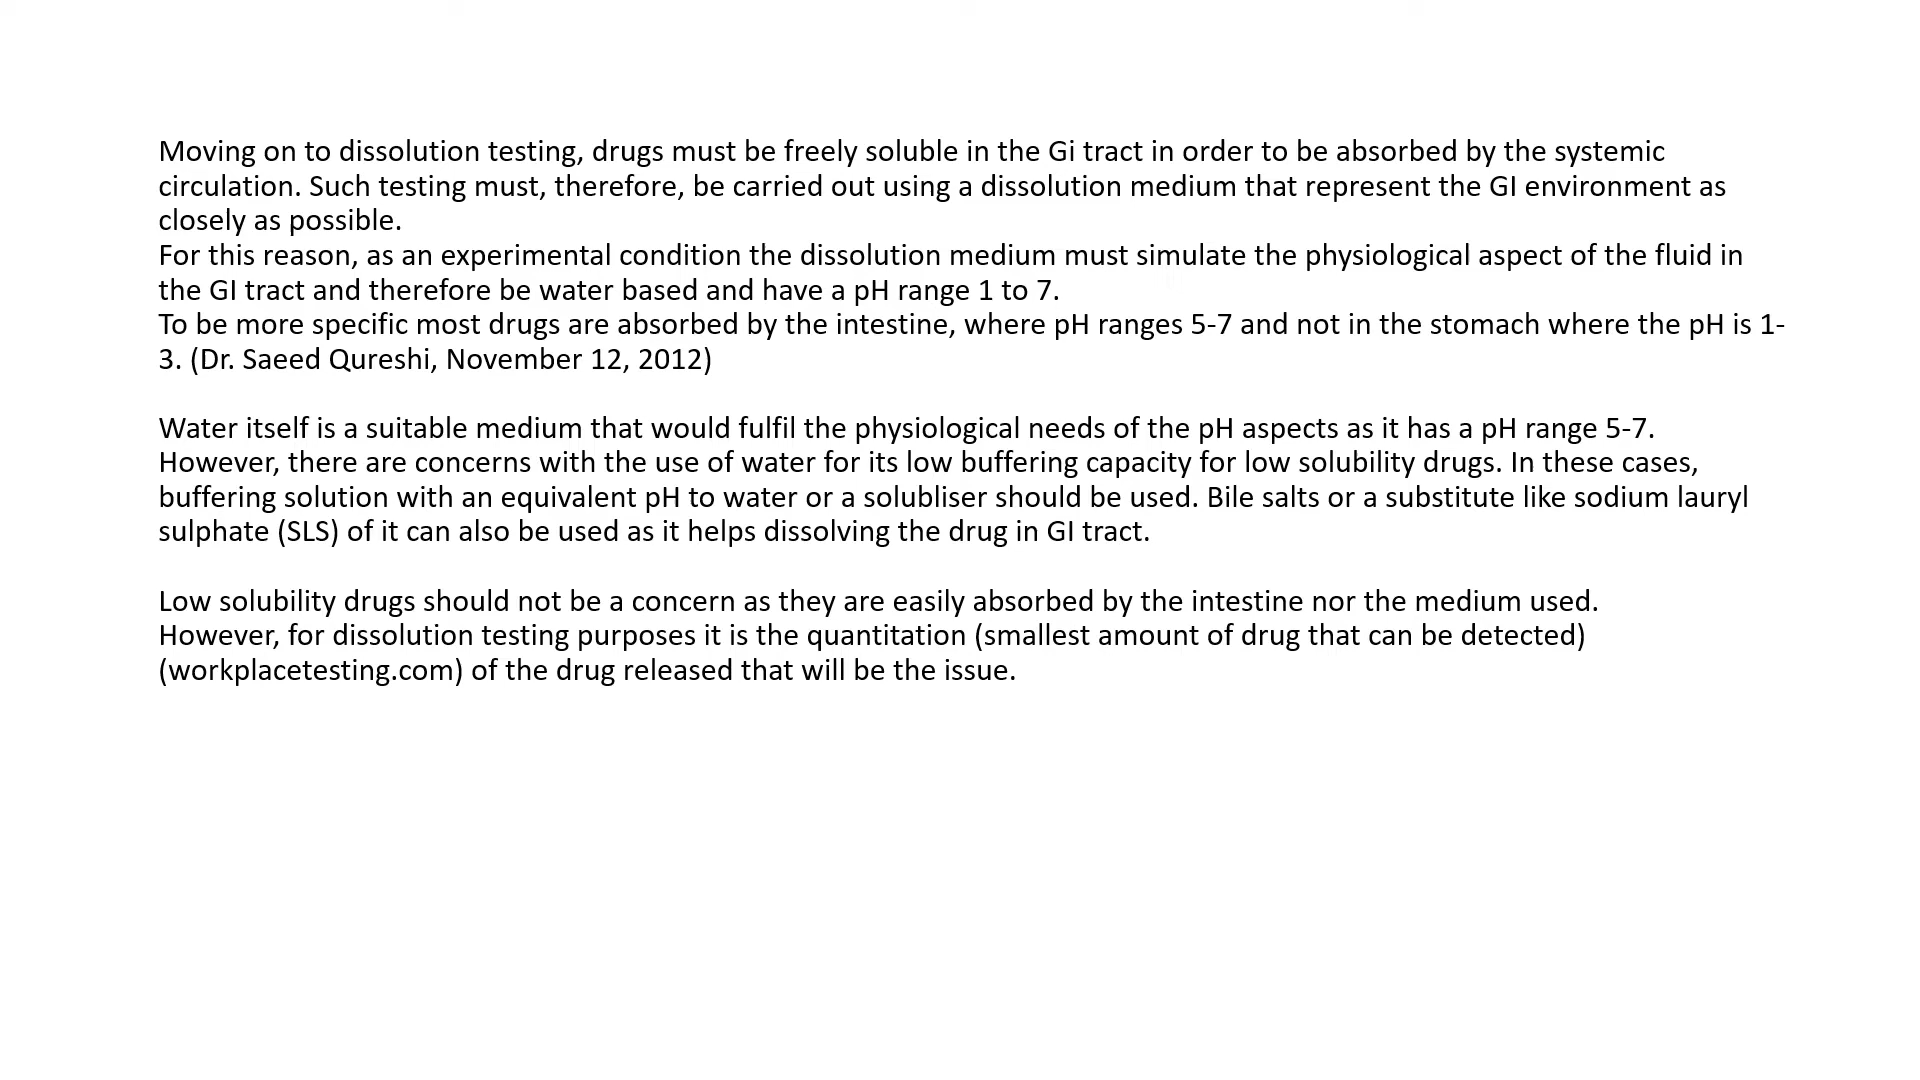 Moving on to dissolution testing, drugs must be freely soluble in the Gi tract in order to be absorbed by the systemic
circulation. Such testing must, therefore, be carried out using a dissolution medium that represent the GI environment as
closely as possible.
For this reason, as an experimental condition the dissolution medium must simulate the physiological aspect of the fluid in
the GI tract and therefore be water based and have a pH range 1 to 7.
To be more specific most drugs are absorbed by the intestine, where pH ranges 5-7 and not in the stomach where the pH is 1-
3. (Dr. Saeed Qureshi, November 12, 2012)
Water itself is a suitable medium that would fulfil the physiological needs of the pH aspects as it has a pH range 5-7.
However, there are concerns with the use of water for its low buffering capacity for low solubility drugs. In these cases,
buffering solution with an equivalent pH to water or a solubliser should be used. Bile salts or a substitute like sodium lauryl
sulphate (SLS) of it can also be used as it helps dissolving the drug in GI tract.
Low solubility drugs should not be a concern as they are easily absorbed by the intestine nor the medium used.
However, for dissolution testing purposes it is the quantitation (smallest amount of drug that can be detected)
(workplacetesting.com) of the drug released that will be the issue.